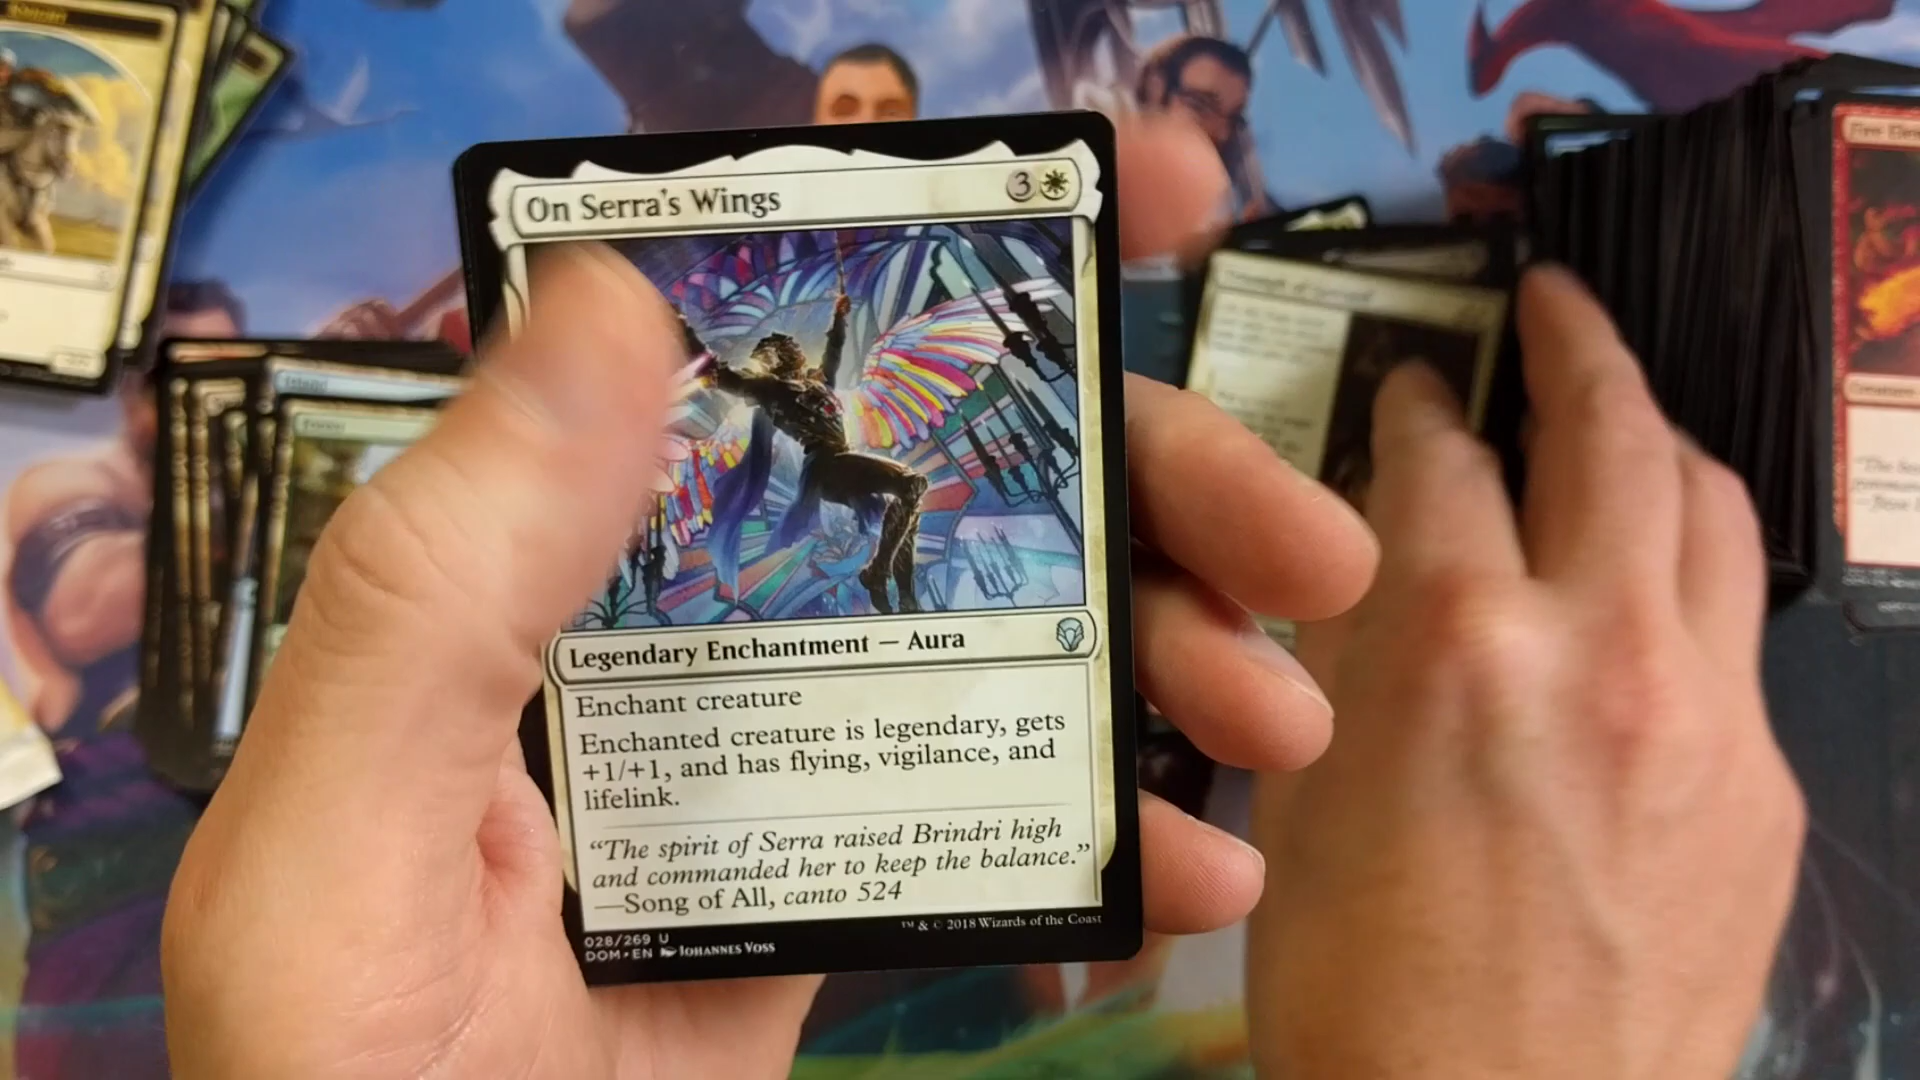 On Serra's Wings
3
Legendary Enchantment — Aura
Enchant creature
Enchanted creature is legendary, gets
+1/+1, and has flying, vigilance, and
lifelink.
“The spirit of Serra raised Brindri high
and commanded her to keep the balance.”
—Song of All, canto 524
™ & © 2018 Wizards of the Coast
028/269 U
DOM • EN Johannes Voss
Island
Forest